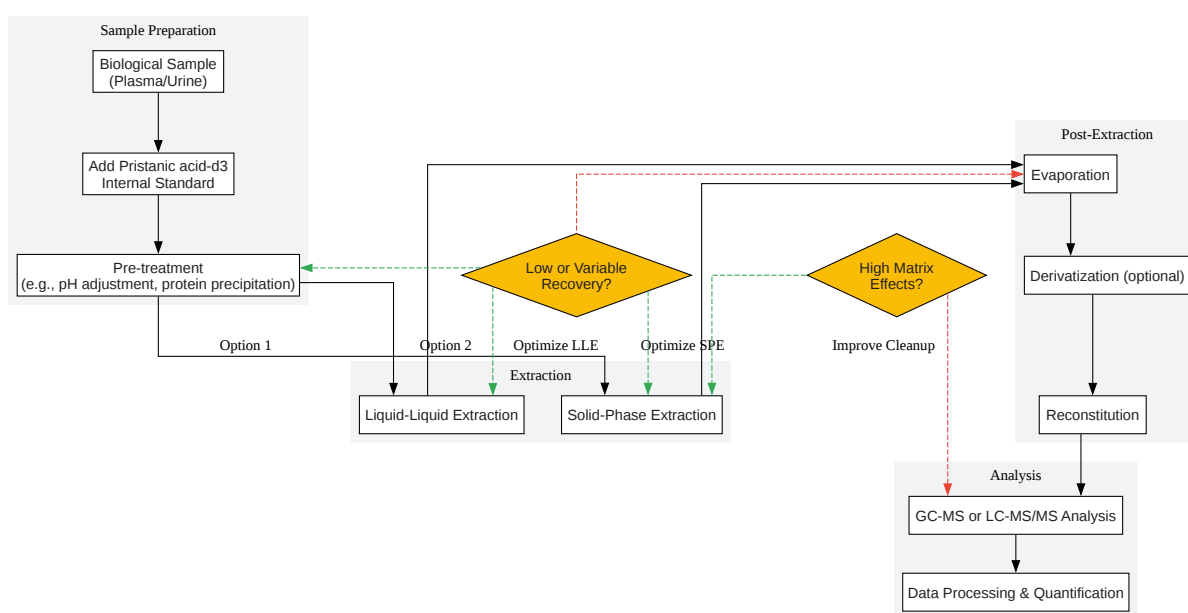 Sample Preparation
Biological Sample
(Plasma/Urine)
Add Pristanic acid-d3
Internal Standard
Pre-treatment
(e.g., pH adjustment, protein precipitation)
Low or Variable
Recovery?
High Matrix
Effects?
Post-Extraction
Evaporation
Derivatization (optional)
Option 1
Option 2
Optimize LLE
Optimize SPE
Improve Cleanup
Extraction
Liquid-Liquid Extraction
Solid-Phase Extraction
Reconstitution
Analysis
GC-MS or LC-MS/MS Analysis
Data Processing & Quantification